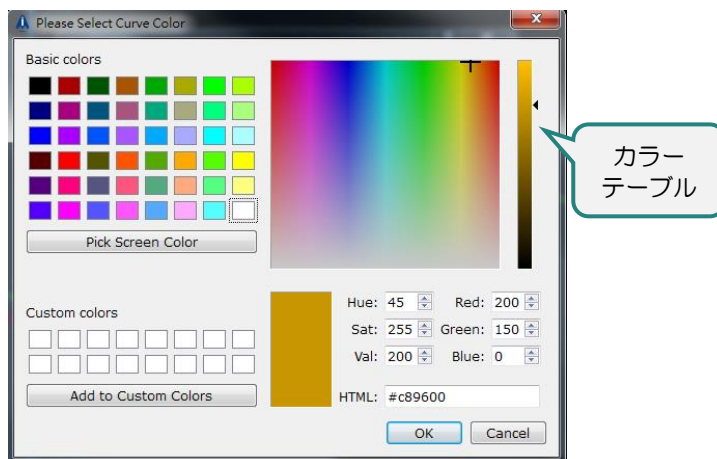 Please Select Curve Color
Basic colors
Pick Screen Color
Custom colors
Add to Custom Colors
Hue: 45 Red: 200
Sat: 255 Green: 150
Val: 200 Blue: 0
HTML: #c89600
OK Cancel
カラー
テーブル